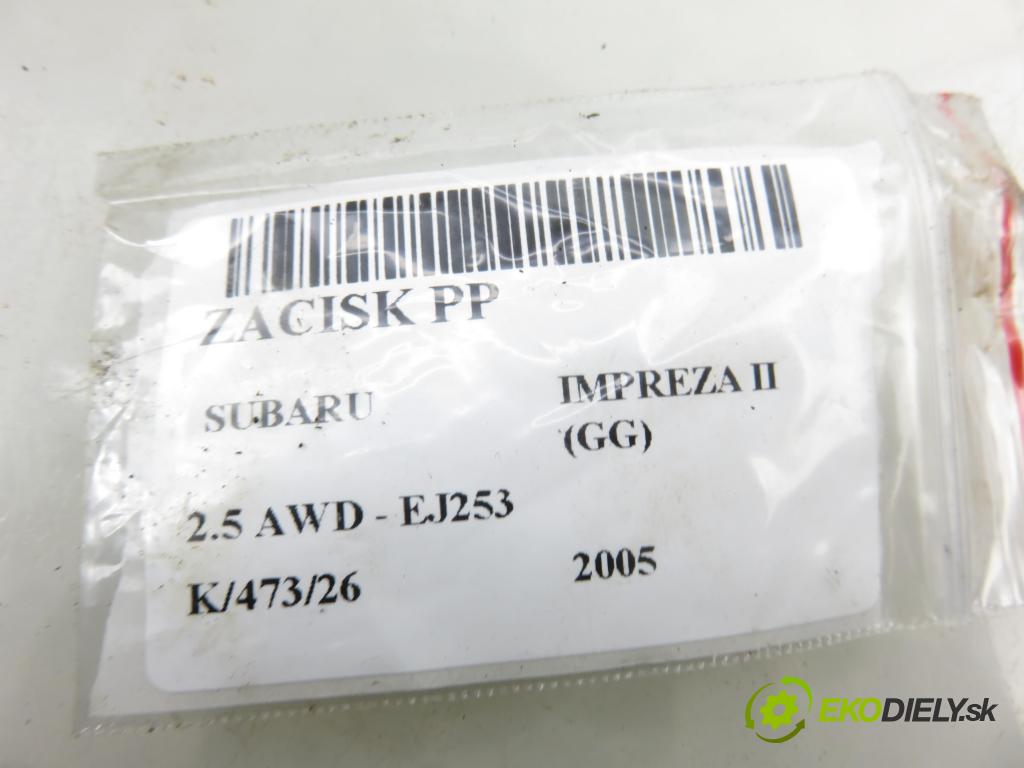 ZACISK PP
SUBARU IMPREZA II
(GG)
2.5 AWD - EJ253
K/473/26 2005
EKODIELY.sk